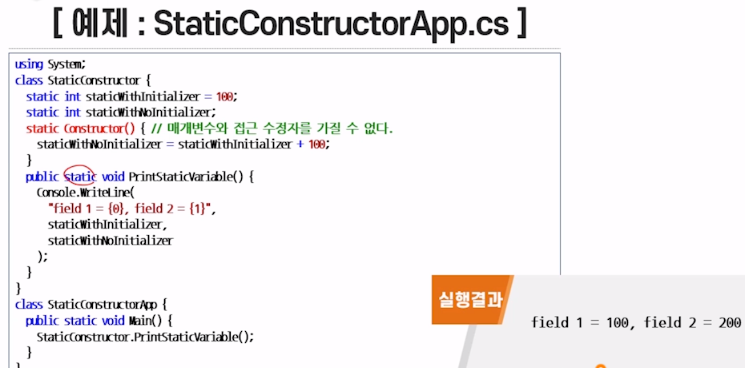 [ 예제 : StaticConstructorApp.cs ]
using System;
class StaticConstructor {
static int staticWithInitializer = 100;
static int staticWithNoInitializer;
static Constructor() { // 매개변수와 접근 수정자를 가질 수 없다.
staticWithNoInitializer = staticWithInitializer + 100;
}
public static void PrintStaticVariable() {
Console.WriteLine(
"field 1 = {0}, field 2 = {1}",
staticWithInitializer,
staticWithNoInitializer
);
}
}
class StaticConstructorApp {
public static void Main() {
StaticConstructor.PrintStaticVariable();
}
}
실행결과
field 1 = 100, field 2 = 200